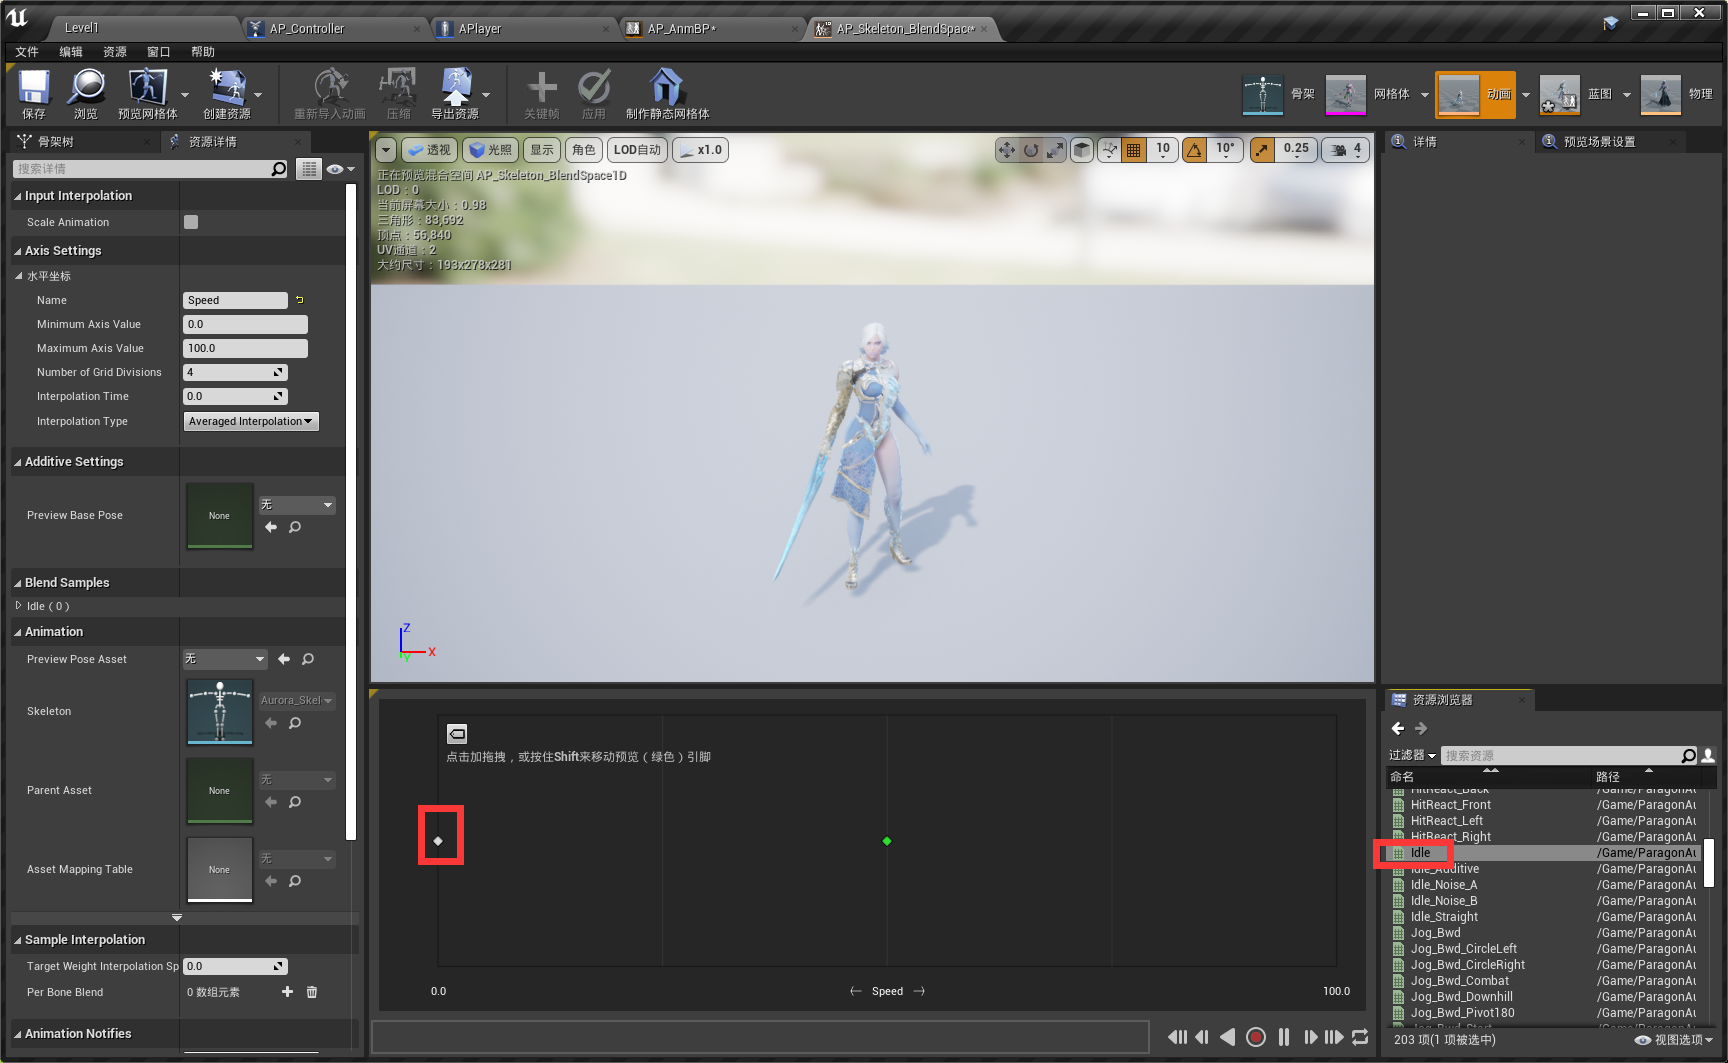 Level1
AP_Controller
APlayer
AP_AnmBP*
AP_Skeleton_BlendSpace*
文件 编辑 资源 窗口 帮助
保存 浏览 预览网格体 创建资源 重新导入动画 压缩 导出资源 关键帧 应用 制作静态网格体
骨架 网格体 动画 蓝图 物理
骨架树 资源详情
搜索详情
Input Interpolation
Scale Animation
Axis Settings
水平坐标
Name Speed
Minimum Axis Value 0.0
Maximum Axis Value 100.0
Number of Grid Divisions 4
Interpolation Time 0.0
Interpolation Type Averaged Interpolation
Additive Settings
Preview Base Pose None 无
Blend Samples
Idle ( 0 )
Animation
Preview Pose Asset 无
Skeleton Aurora_Skel
Parent Asset None 无
Asset Mapping Table None 无
Sample Interpolation
Target Weight Interpolation Sp 0.0
Per Bone Blend 0 数组元素
Animation Notifies
透视 光照 显示 角色 LOD自动 x1.0
10 10° 0.25 4
正在预览混合空间 AP_Skeleton_BlendSpace1D
LOD：0
当前屏幕大小：0.98
三角形：83,692
顶点：56,840
UV通道：2
大约尺寸：193x278x281
Z
X
Y
点击加拖拽，或按住Shift来移动预览（绿色）引脚
0.0 Speed 100.0
详情 预览场景设置
资源浏览器
过滤器 搜索资源
命名 路径
HitReact_Back /Game/ParagonAu
HitReact_Front /Game/ParagonAu
HitReact_Left /Game/ParagonAu
HitReact_Right /Game/ParagonAu
Idle /Game/ParagonAu
Idle_Additive /Game/ParagonAu
Idle_Noise_A /Game/ParagonAu
Idle_Noise_B /Game/ParagonAu
Idle_Straight /Game/ParagonAu
Jog_Bwd /Game/ParagonAu
Jog_Bwd_CircleLeft /Game/ParagonAu
Jog_Bwd_CircleRight /Game/ParagonAu
Jog_Bwd_Combat /Game/ParagonAu
Jog_Bwd_Downhill /Game/ParagonAu
Jog_Bwd_Pivot180 /Game/ParagonAu
Jog_Bwd_Start
203 项(1 项被选中) 视图选项